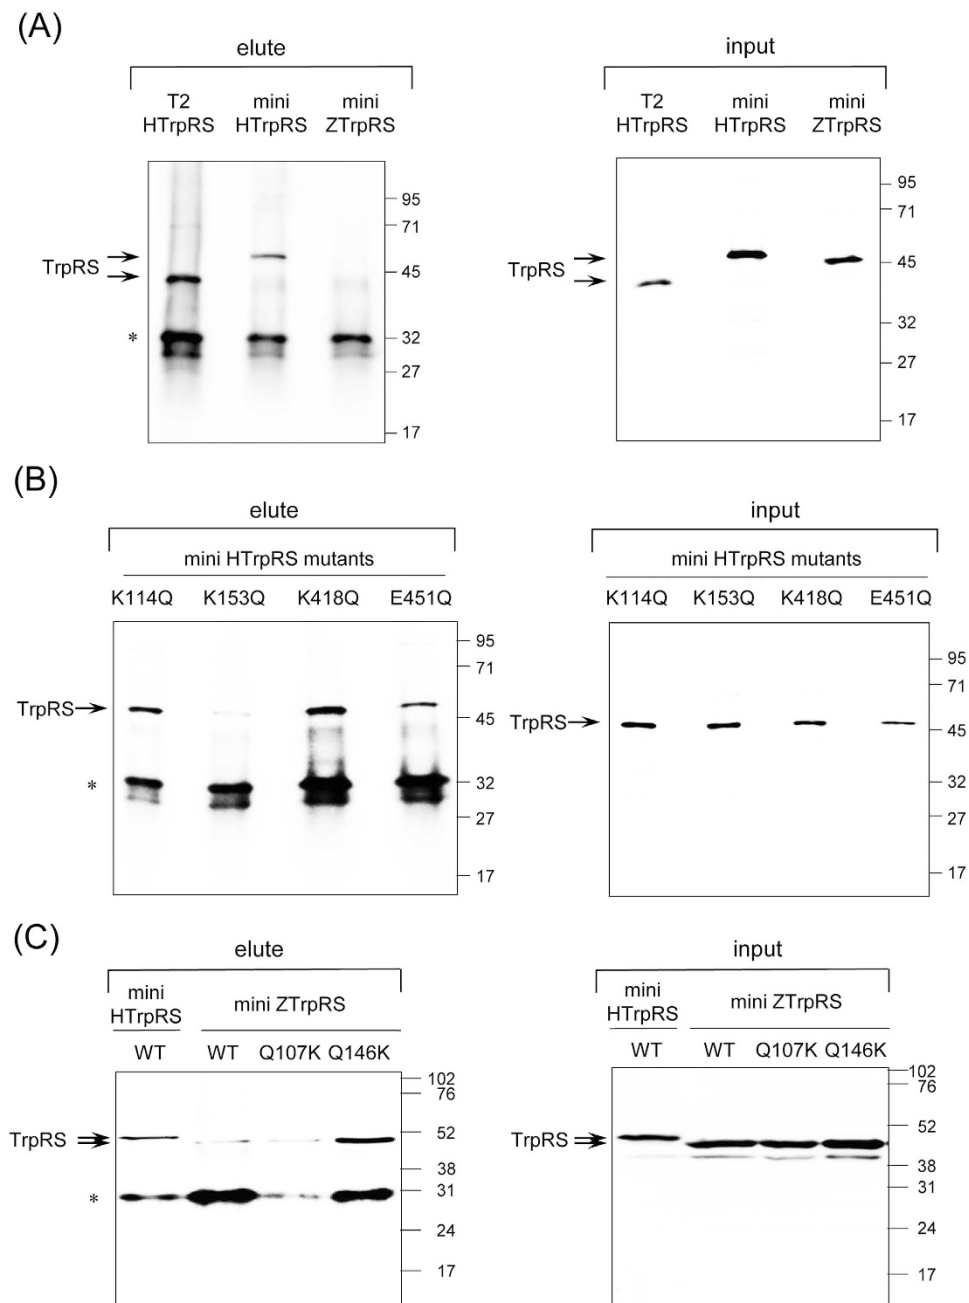 (A)
elute
input
T2 HTrpRS
mini HTrpRS
mini ZTrpRS
T2 HTrpRS
mini HTrpRS
mini ZTrpRS
TrpRS
*
95
71
45
32
27
17
TrpRS
95
71
45
32
27
17
(B)
elute
input
mini HTrpRS mutants
mini HTrpRS mutants
K114Q K153Q K418Q E451Q
K114Q K153Q K418Q E451Q
TrpRS
*
95
71
45
32
27
17
TrpRS
95
71
45
32
27
17
(C)
elute
input
mini HTrpRS
mini ZTrpRS
mini HTrpRS
mini ZTrpRS
WT WT Q107K Q146K
WT WT Q107K Q146K
TrpRS
*
102
76
52
38
31
24
17
TrpRS
102
76
52
38
31
24
17